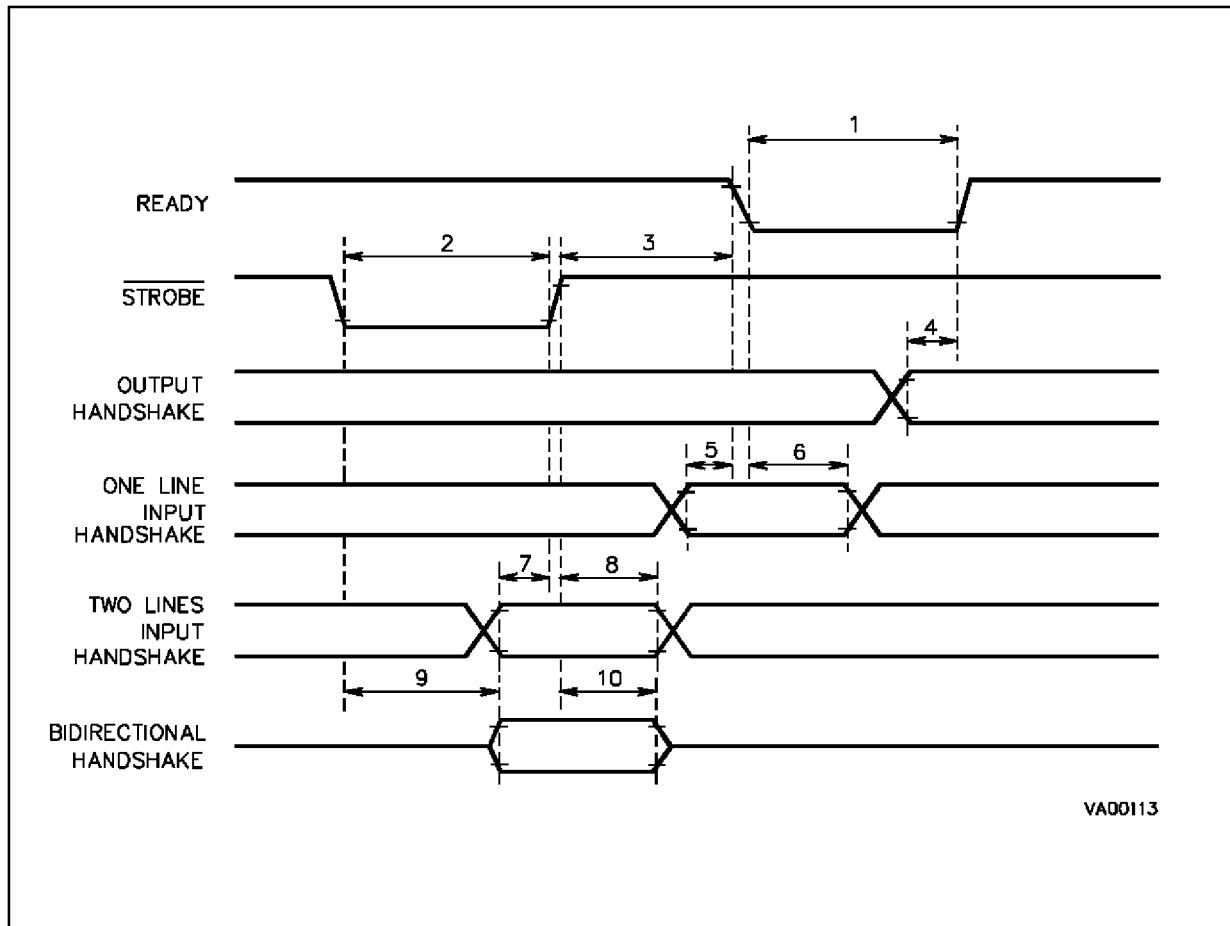 1
READY
2
3
STROBE
4
OUTPUT
HANDSHAKE
5
6
ONE LINE
INPUT
HANDSHAKE
7
8
TWO LINES
INPUT
HANDSHAKE
9
10
BIDIRECTIONAL
HANDSHAKE
VA00113